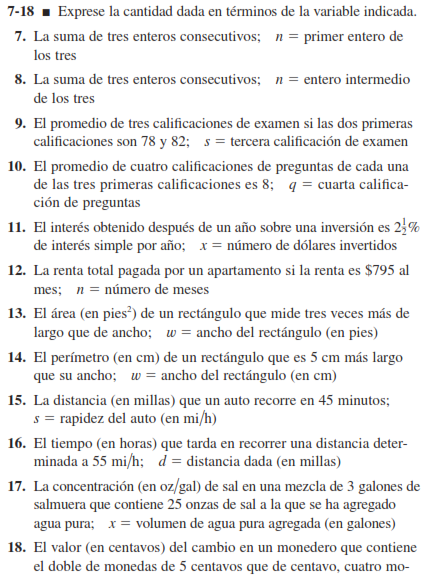 7-18 ■ Exprese la cantidad dada en términos de la variable indicada.
7. La suma de tres enteros consecutivos; n = primer entero de
los tres
8. La suma de tres enteros consecutivos; n = entero intermedio
de los tres
9. El promedio de tres calificaciones de examen si las dos primeras
calificaciones son 78 y 82; s = tercera calificación de examen
10. El promedio de cuatro calificaciones de preguntas de cada una
de las tres primeras calificaciones es 8; q = cuarta califica-
ción de preguntas
11. El interés obtenido después de un año sobre una inversión es 2½%
de interés simple por año; x = número de dólares invertidos
12. La renta total pagada por un apartamento si la renta es $795 al
mes; n = número de meses
13. El área (en pies²) de un rectángulo que mide tres veces más de
largo que de ancho; w = ancho del rectángulo (en pies)
14. El perímetro (en cm) de un rectángulo que es 5 cm más largo
que su ancho; w = ancho del rectángulo (en cm)
15. La distancia (en millas) que un auto recorre en 45 minutos;
s = rapidez del auto (en mi/h)
16. El tiempo (en horas) que tarda en recorrer una distancia deter-
minada a 55 mi/h; d = distancia dada (en millas)
17. La concentración (en oz/gal) de sal en una mezcla de 3 galones de
salmuera que contiene 25 onzas de sal a la que se ha agregado
agua pura; x = volumen de agua pura agregada (en galones)
18. El valor (en centavos) del cambio en un monedero que contiene
el doble de monedas de 5 centavos que de centavo, cuatro mo-